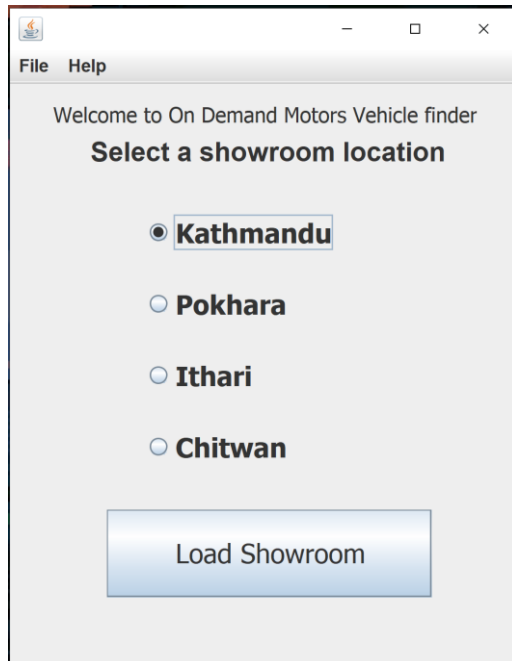 File Help
Welcome to On Demand Motors Vehicle finder
Select a showroom location
Kathmandu
Pokhara
Ithari
Chitwan
Load Showroom